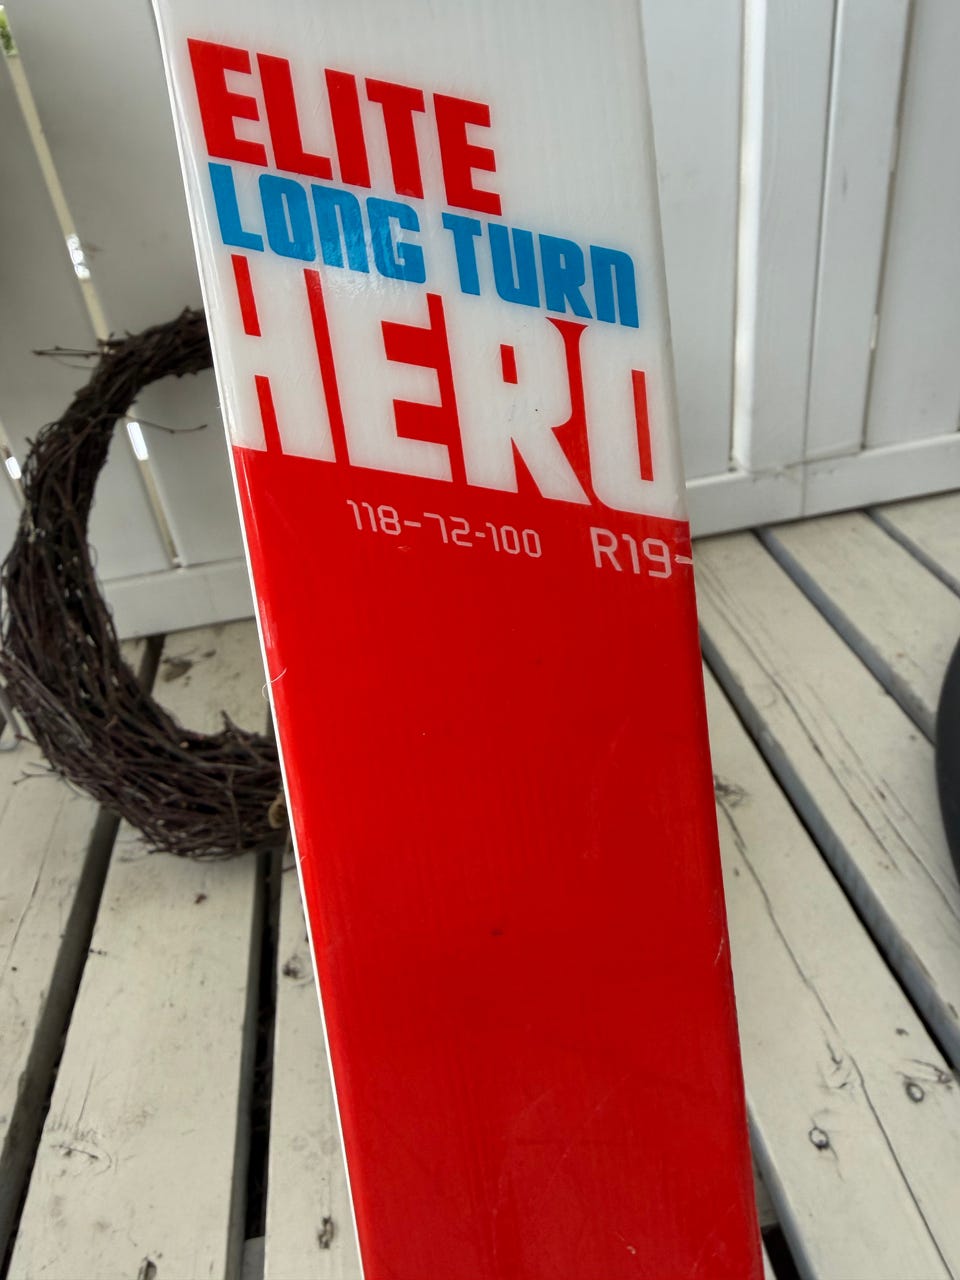 ELITE
LONG TURN
HERO
118-72-100 R19-